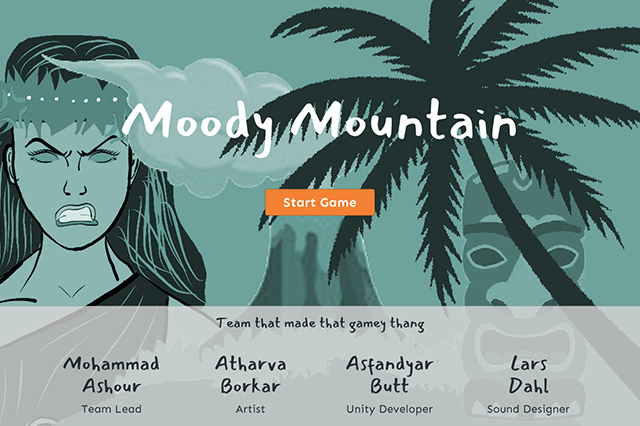 Moody Mountain
Start Game
Team that made that gamey thang
Mohammad Ashour
Team Lead
Atharva Borkar
Artist
Asfandyar Butt
Unity Developer
Lars Dahl
Sound Designer